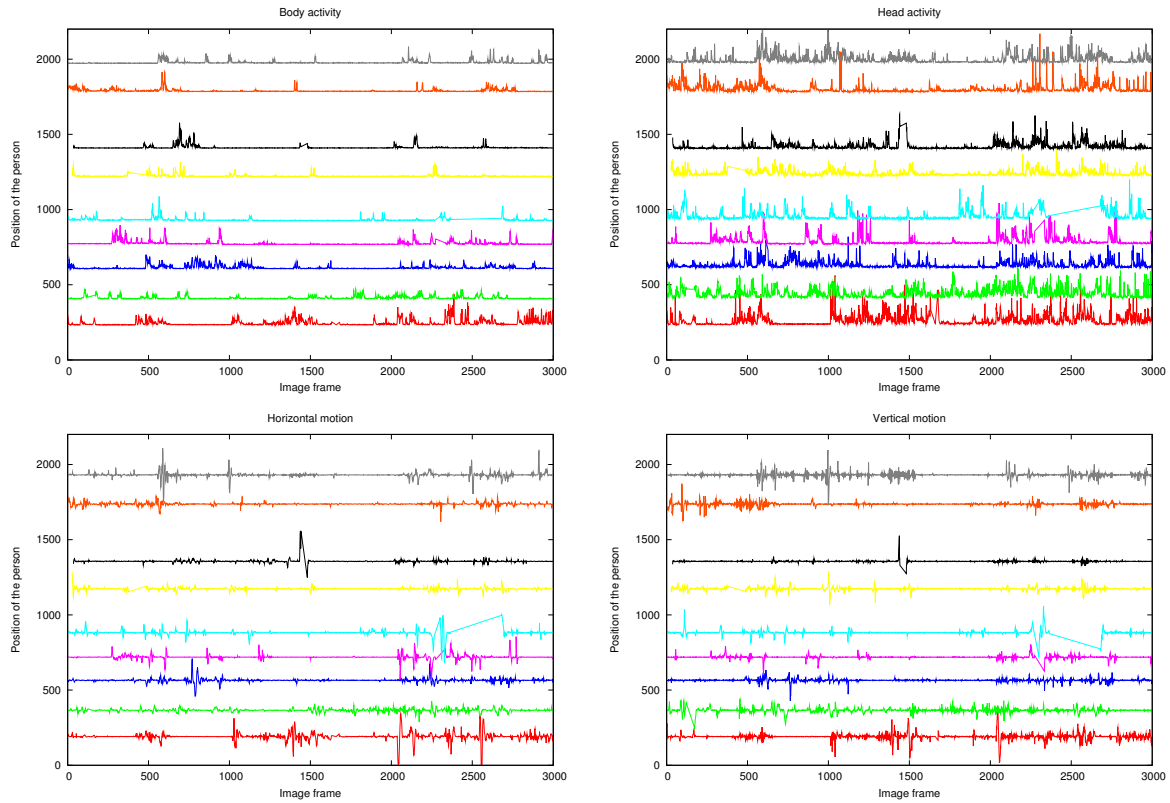 Body activity
Position of the person
2000
1500
1000
500
0
0 500 1000 1500 2000 2500 3000
Image frame
Head activity
Position of the person
2000
1500
1000
500
0
0 500 1000 1500 2000 2500 3000
Image frame
Horizontal motion
Position of the person
2000
1500
1000
500
0
0 500 1000 1500 2000 2500 3000
Image frame
Vertical motion
Position of the person
2000
1500
1000
500
0
0 500 1000 1500 2000 2500 3000
Image frame